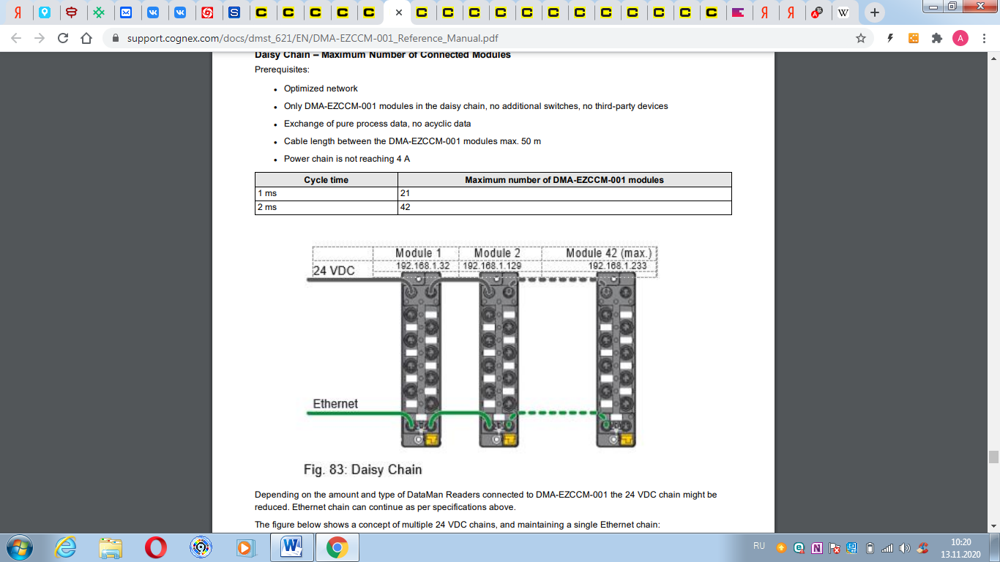 support.cognex.com/docs/dmst_621/EN/DMA-EZCCM-001_Reference_Manual.pdf
Daisy Chain – Maximum Number of Connected Modules
Prerequisites:
• Optimized network
• Only DMA-EZCCM-001 modules in the daisy chain, no additional switches, no third-party devices
• Exchange of pure process data, no acyclic data
• Cable length between the DMA-EZCCM-001 modules max. 50 m
• Power chain is not reaching 4 A
Cycle time Maximum number of DMA-EZCCM-001 modules
1 ms 21
2 ms 42
Module 1 Module 2 Module 42 (max.)
192.168.1.32 192.168.1.129 192.168.1.233
24 VDC
Ethernet
Fig. 83: Daisy Chain
Depending on the amount and type of DataMan Readers connected to DMA-EZCCM-001 the 24 VDC chain might be
reduced. Ethernet chain can continue as per specifications above.
The figure below shows a concept of multiple 24 VDC chains, and maintaining a single Ethernet chain:
RU
10:20
13.11.2020